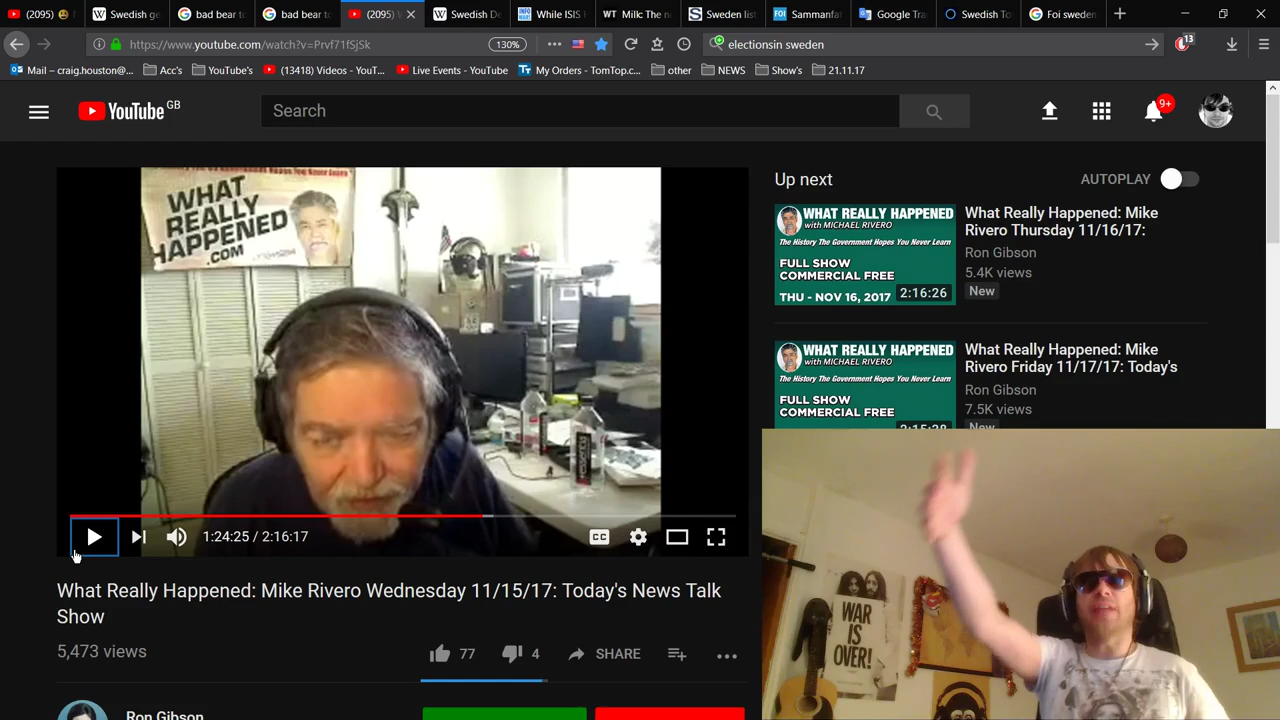 (2095)
Swedish ge
bad bear to
bad bear to
(2095) W
Swedish De
While ISIS
Milkc The n
Sweden list
Sammanfa
Google Tra
Swedish To
Foi sweden
https://www.youtube.com/watch?v=Prvf71fSjSk
130%
electionsin sweden
13
Mail – craig.houston@...
Acc's
YouTube's
(13418) Videos - YouT...
Live Events - YouTube
My Orders - TomTop.c...
other
NEWS
Show's
21.11.17
YouTube GB
Search
9+
WHAT
REALLY
HAPPENED
.COM
1:24:25 / 2:16:17
CC
What Really Happened: Mike Rivero Wednesday 11/15/17: Today's News Talk
Show
5,473 views
77
4
SHARE
Ron Gibson
Up next
AUTOPLAY
WHAT REALLY HAPPENED
with MICHAEL RIVERO
The History The Government Hopes You Never Learn
FULL SHOW
COMMERCIAL FREE
THU - NOV 16, 2017
2:16:26
What Really Happened: Mike
Rivero Thursday 11/16/17:
Ron Gibson
5.4K views
New
WHAT REALLY HAPPENED
with MICHAEL RIVERO
The History The Government Hopes You Never Learn
FULL SHOW
COMMERCIAL FREE
What Really Happened: Mike
Rivero Friday 11/17/17: Today's
Ron Gibson
7.5K views
New
WAR
IS
OVER!